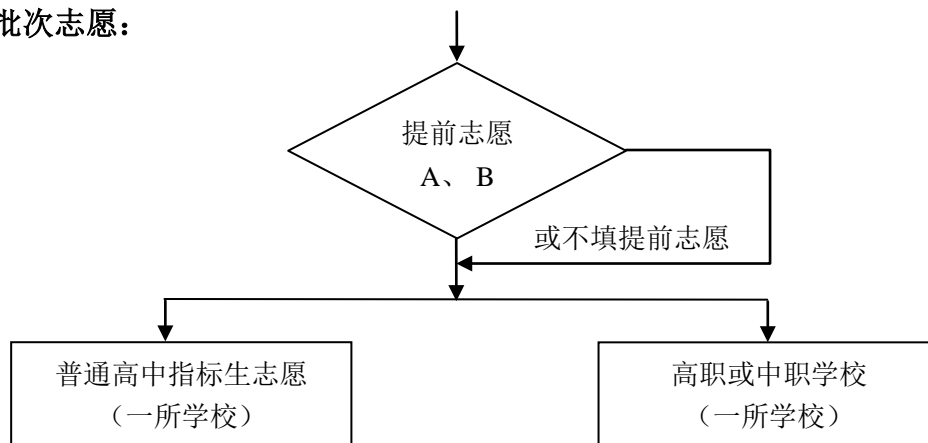 批次志愿：
提前志愿
A、 B
或不填提前志愿
普通高中指标生志愿
（一所学校）
高职或中职学校
（一所学校）